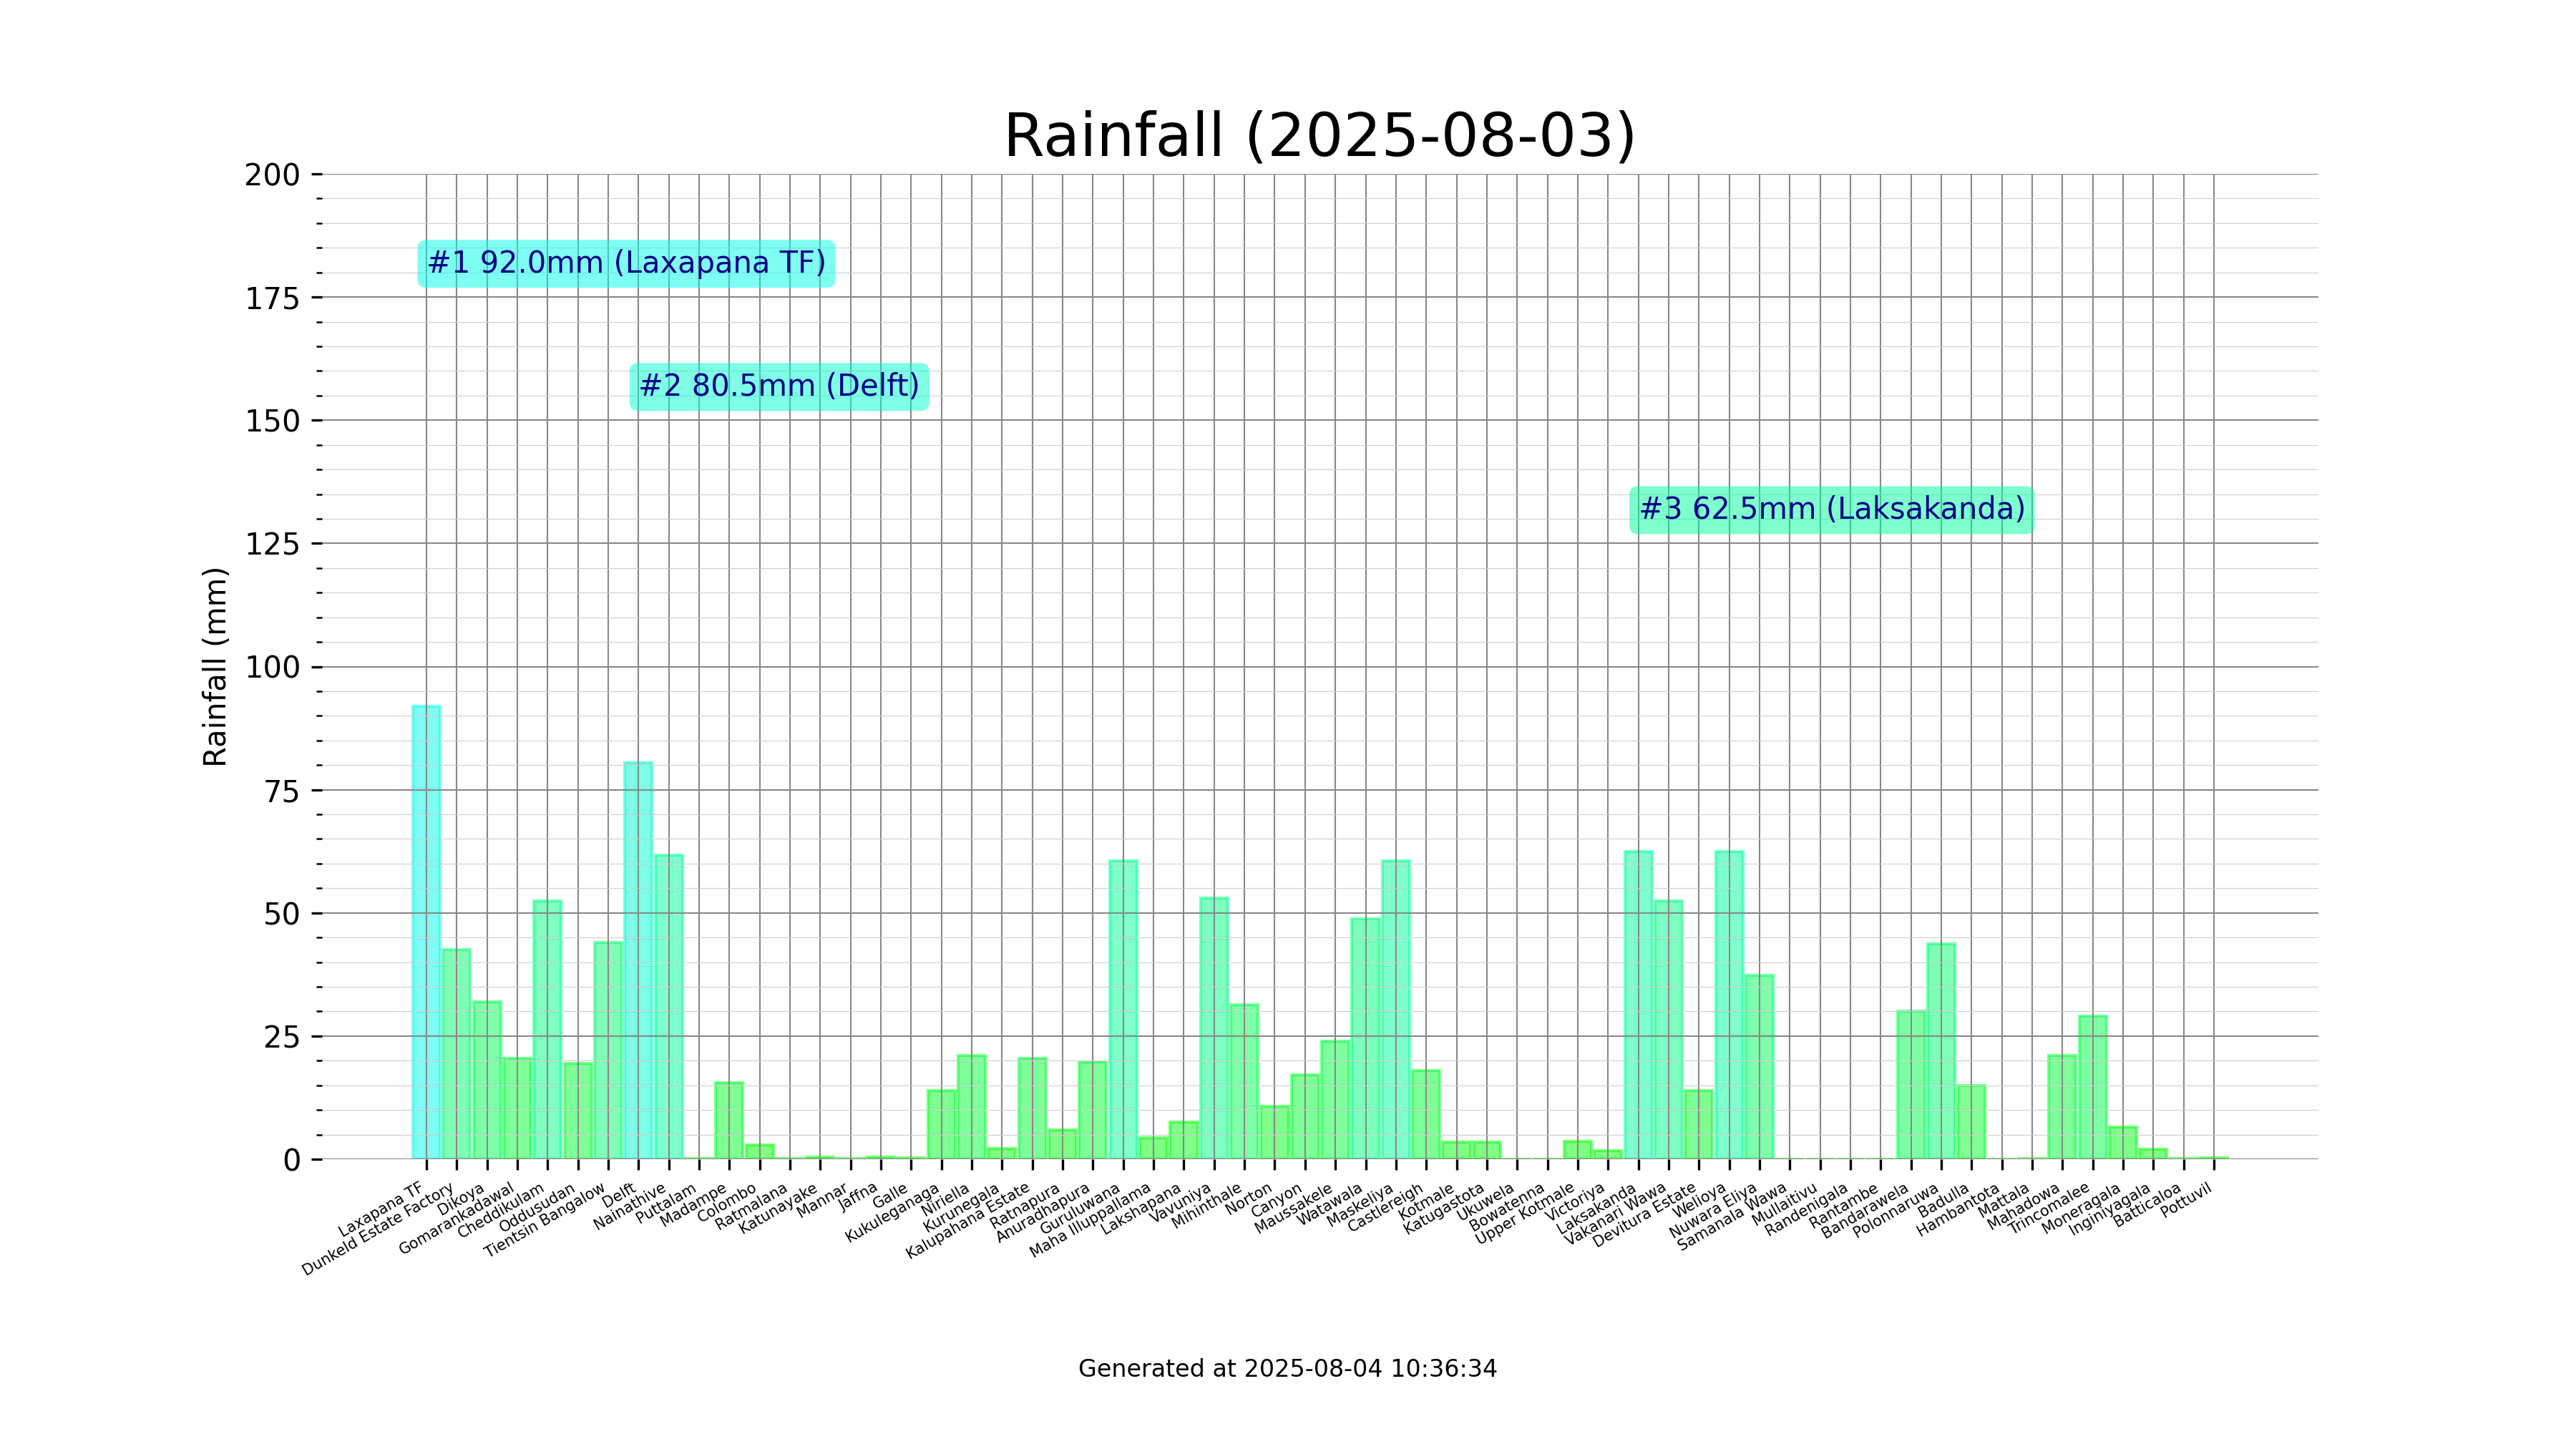 Rainfall (2025-08-03)
Rainfall (mm)
200
175
150
125
100
75
50
25
0
#1 92.0mm (Laxapana TF)
#2 80.5mm (Delft)
#3 62.5mm (Laksakanda)
Laxapana TF
Dunkeld Estate Factory
Dikoya
Gomarankadawal
Cheddikulam
Oddusudan
Tientsin Bangalow
Delft
Nainathive
Puttalam
Madampe
Colombo
Ratmalana
Katunayake
Mannar
Jaffna
Galle
Kukuleganaga
Niriella
Kurunegala
Kalupahana Estate
Ratnapura
Anuradhapura
Guruluwana
Maha Illuppallama
Lakshapana
Vavuniya
Mihinthale
Norton
Canyon
Maussakele
Watawala
Maskeliya
Castlereigh
Kotmale
Katugastota
Ukuwela
Bowatenna
Upper Kotmale
Victoriya
Laksakanda
Vakanari Wawa
Devitura Estate
Welioya
Nuwara Eliya
Samanala Wawa
Mulaitivu
Randenigala
Rantambe
Bandarawela
Polonnaruwa
Badulla
Hambantota
Mattala
Mahadowa
Trincomalee
Moneragala
Inginiyagala
Batticaloa
Pottuvil
Generated at 2025-08-04 10:36:34